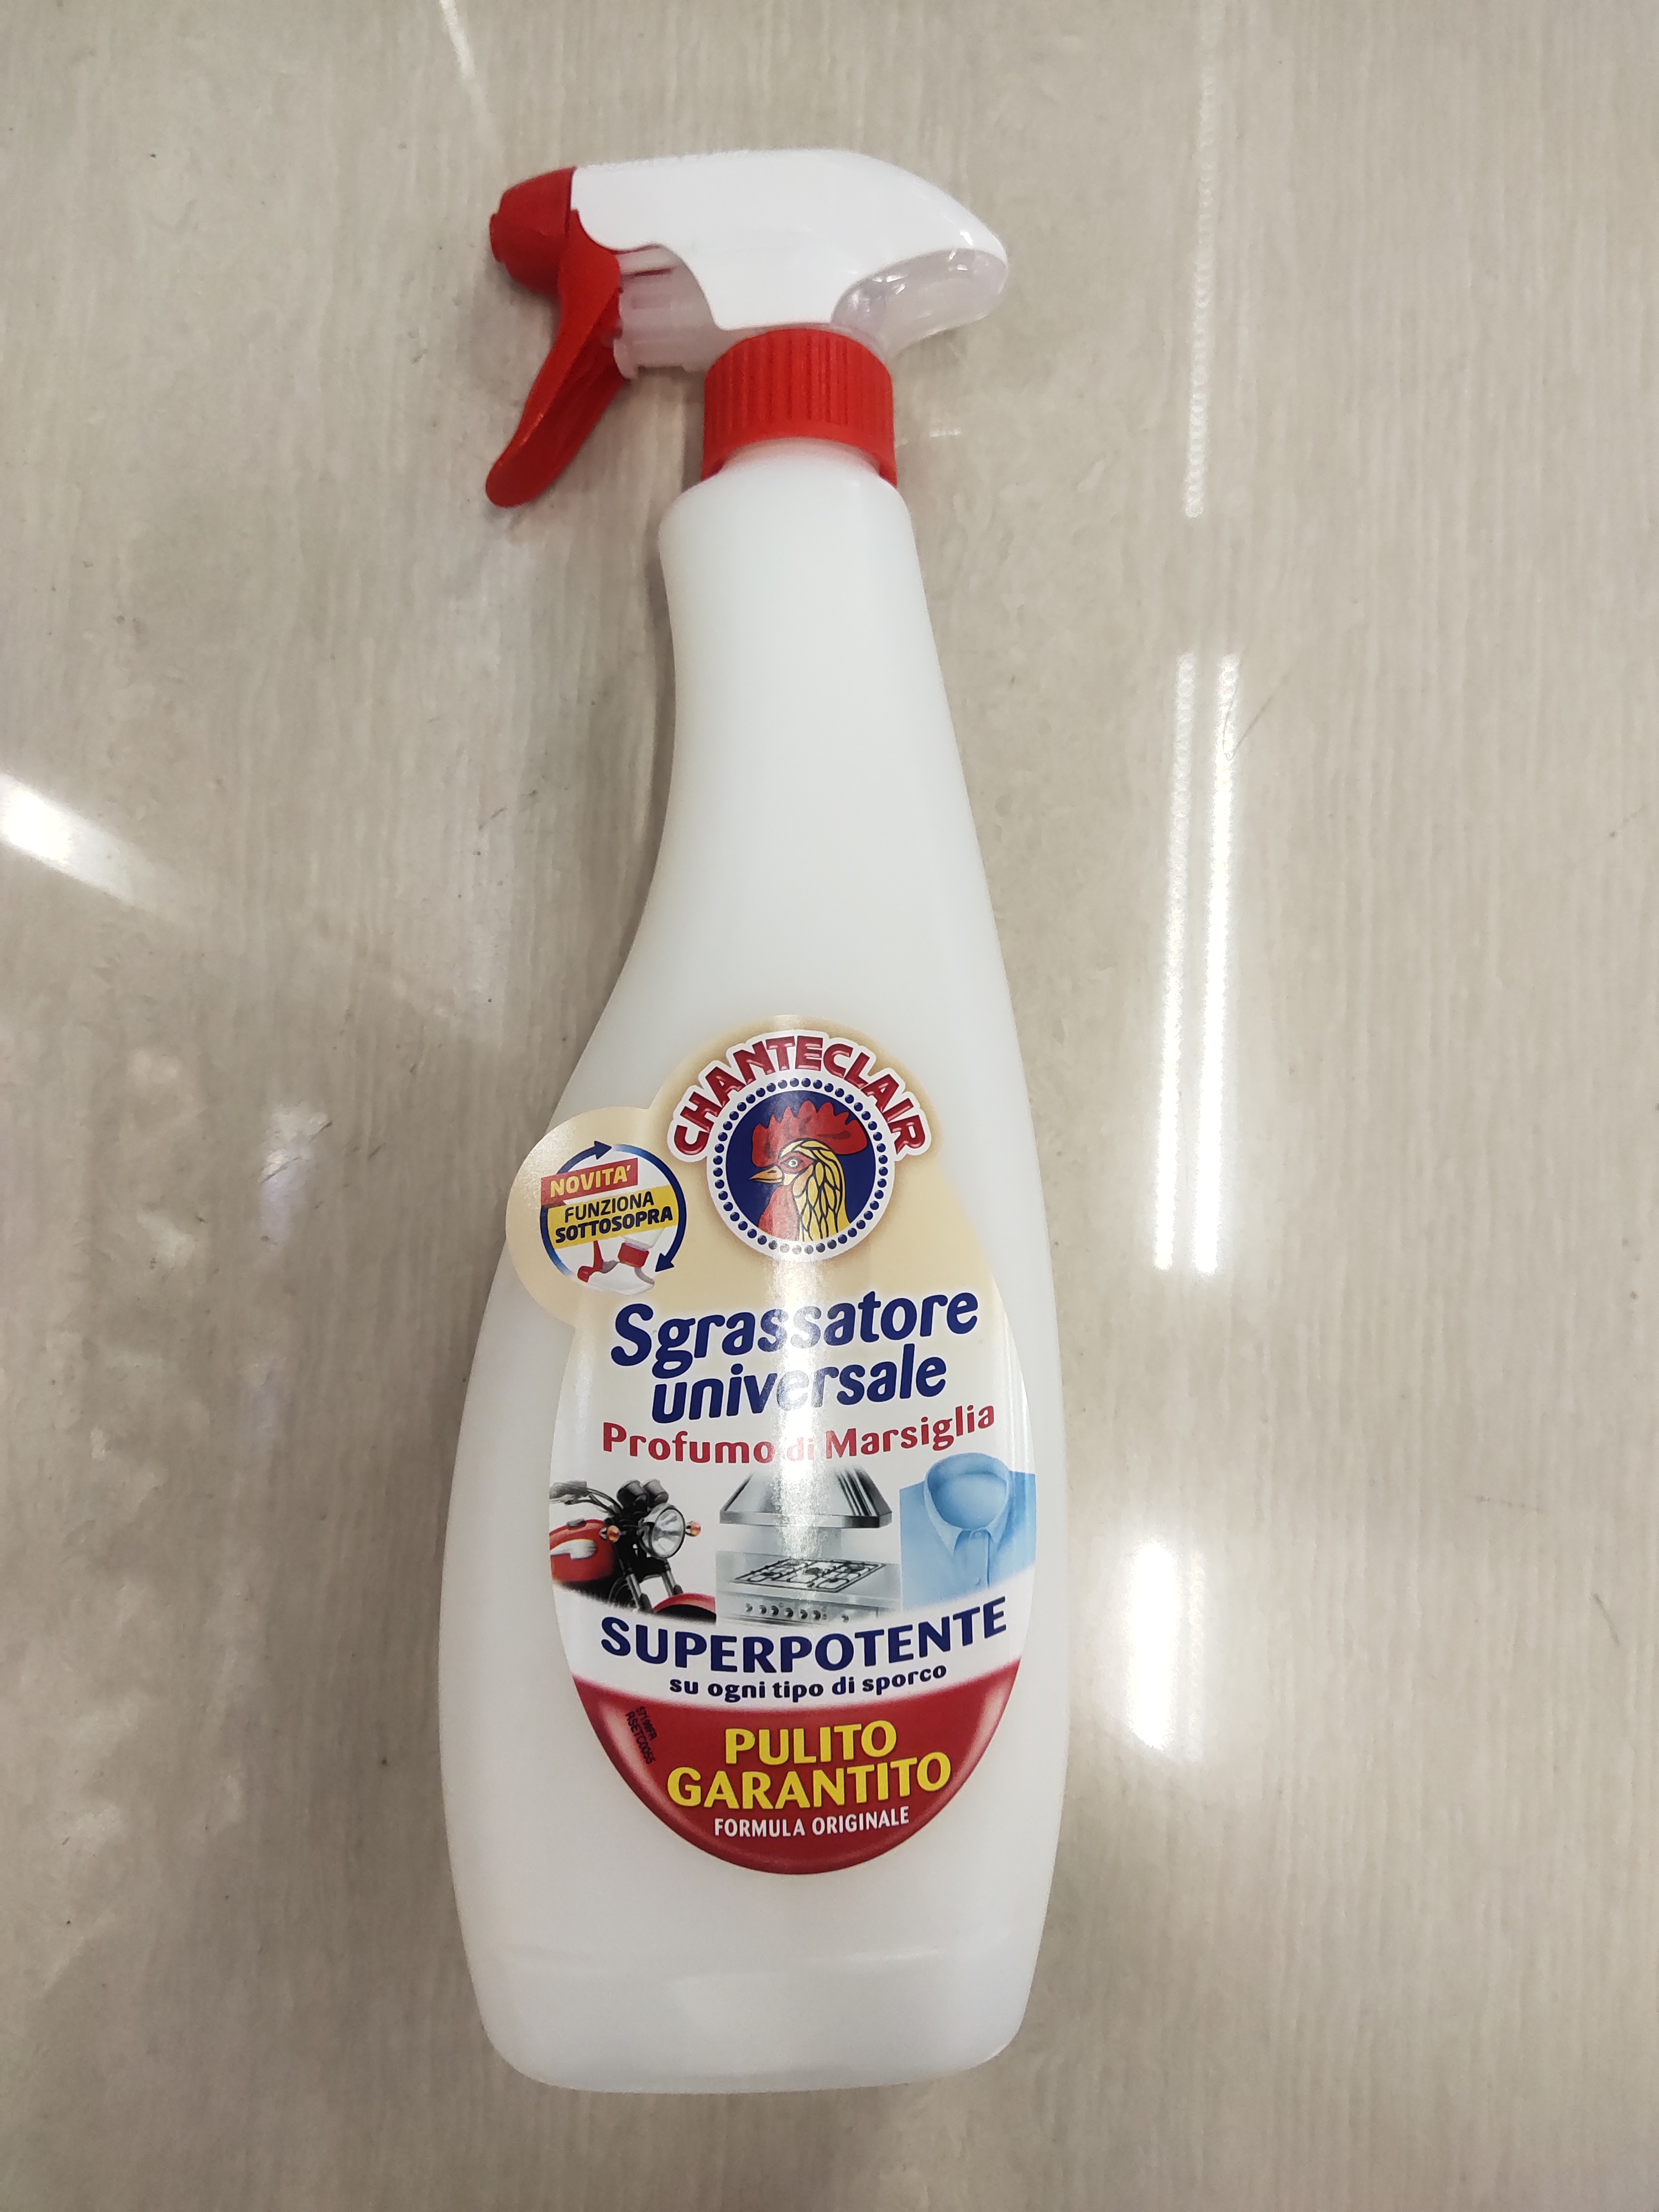 CHANTECLAIR
NOVITA'
FUNZIONA
SOTTOSOPRA
Sgrassatore
universale
Profumo di Marsiglia
SUPERPOTENTE
su ogni tipo di sporco
PULITO
GARANTITO
FORMULA ORIGINALE
RSETC0055